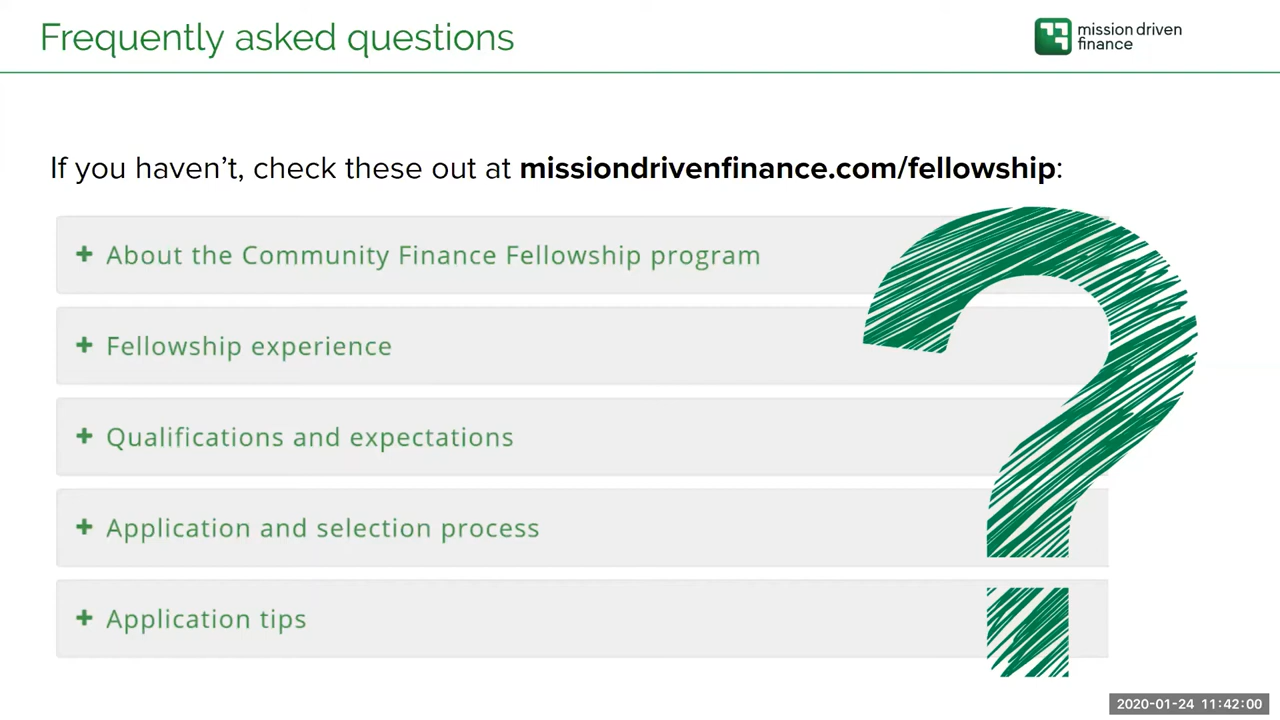 Frequently asked questions
mission driven
finance
If you haven't, check these out at missiondrivenfinance.com/fellowship:
+ About the Community Finance Fellowship program
+ Fellowship experience
+ Qualifications and expectations
+ Application and selection process
+ Application tips
?
2020-01-24 11:42:00